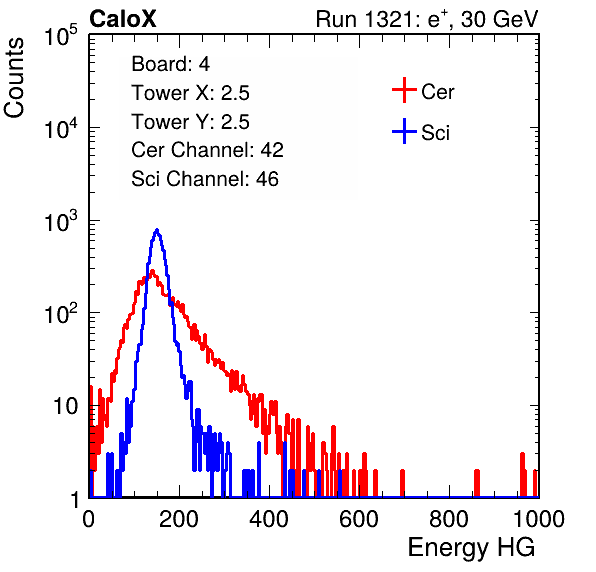 CaloX Run 1321: e⁺, 30 GeV
Counts
Board: 4
Tower X: 2.5
Tower Y: 2.5
Cer Channel: 42
Sci Channel: 46
Cer
Sci
10⁵
10⁴
10³
10²
10
1
0 200 400 600 800 1000
Energy HG